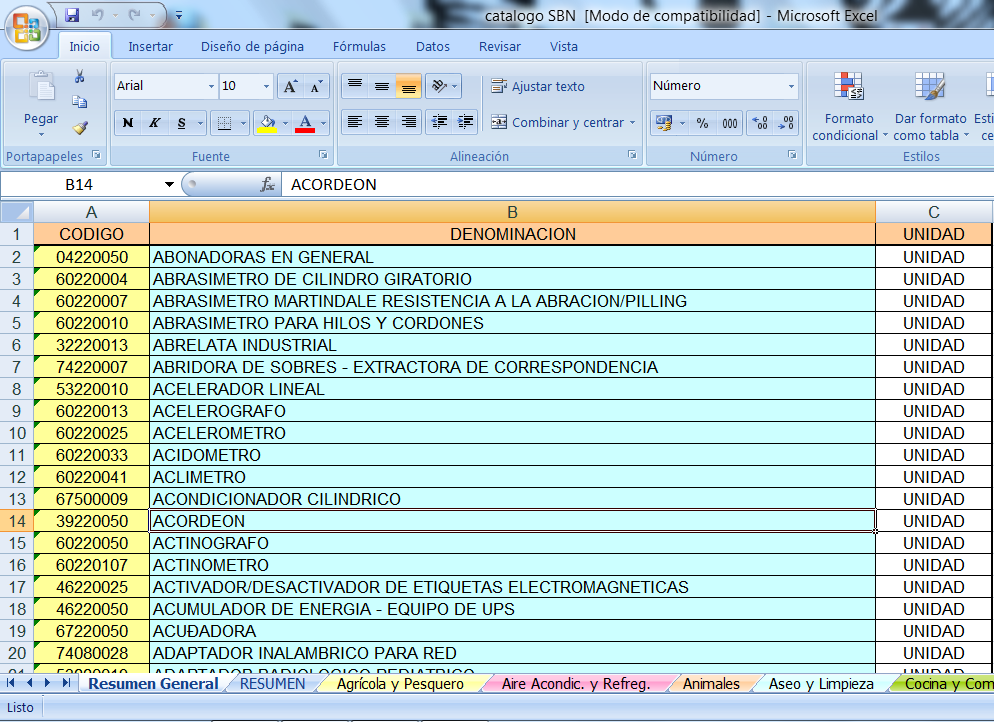 catalogo SBN [Modo de compatibilidad] - Microsoft Excel
Inicio Insertar Diseño de página Fórmulas Datos Revisar Vista
Arial 10 Ajustar texto Número
Pegar N K S Combinar y centrar % 000 Formato condicional Dar formato como tabla
Portapapeles Fuente Alineación Número Estilos
B14 fx ACORDEON
A B C
1 CODIGO DENOMINACION UNIDAD
2 04220050 ABONADORAS EN GENERAL UNIDAD
3 60220004 ABRASIMETRO DE CILINDRO GIRATORIO UNIDAD
4 60220007 ABRASIMETRO MARTINDALE RESISTENCIA A LA ABRACION/PILLING UNIDAD
5 60220010 ABRASIMETRO PARA HILOS Y CORDONES UNIDAD
6 32220013 ABRELATA INDUSTRIAL UNIDAD
7 74220007 ABRIDORA DE SOBRES - EXTRACTORA DE CORRESPONDENCIA UNIDAD
8 53220010 ACELERADOR LINEAL UNIDAD
9 60220013 ACELEROGRAFO UNIDAD
10 60220025 ACELEROMETRO UNIDAD
11 60220033 ACIDOMETRO UNIDAD
12 60220041 ACLIMETRO UNIDAD
13 67500009 ACONDICIONADOR CILINDRICO UNIDAD
14 39220050 ACORDEON UNIDAD
15 60220050 ACTINOGRAFO UNIDAD
16 60220107 ACTINOMETRO UNIDAD
17 46220025 ACTIVADOR/DESACTIVADOR DE ETIQUETAS ELECTROMAGNETICAS UNIDAD
18 46220050 ACUMULADOR DE ENERGIA - EQUIPO DE UPS UNIDAD
19 67220050 ACUÐADORA UNIDAD
20 74080028 ADAPTADOR INALAMBRICO PARA RED UNIDAD
ADAPTADOR RADIOLOGICO PEDIATRICO UNIDAD
Resumen General RESUMEN Agrícola y Pesquero Aire Acondic. y Refreg. Animales Aseo y Limpieza Cocina y Com
Listo